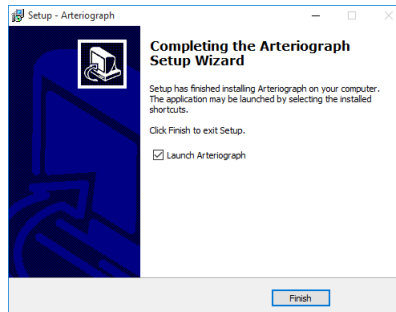 Setup - Arteriograph
Completing the Arteriograph
Setup Wizard
Setup has finished installing Arteriograph on your computer.
The application may be launched by selecting the installed
shortcuts.
Click Finish to exit Setup.
Launch Arteriograph
Finish